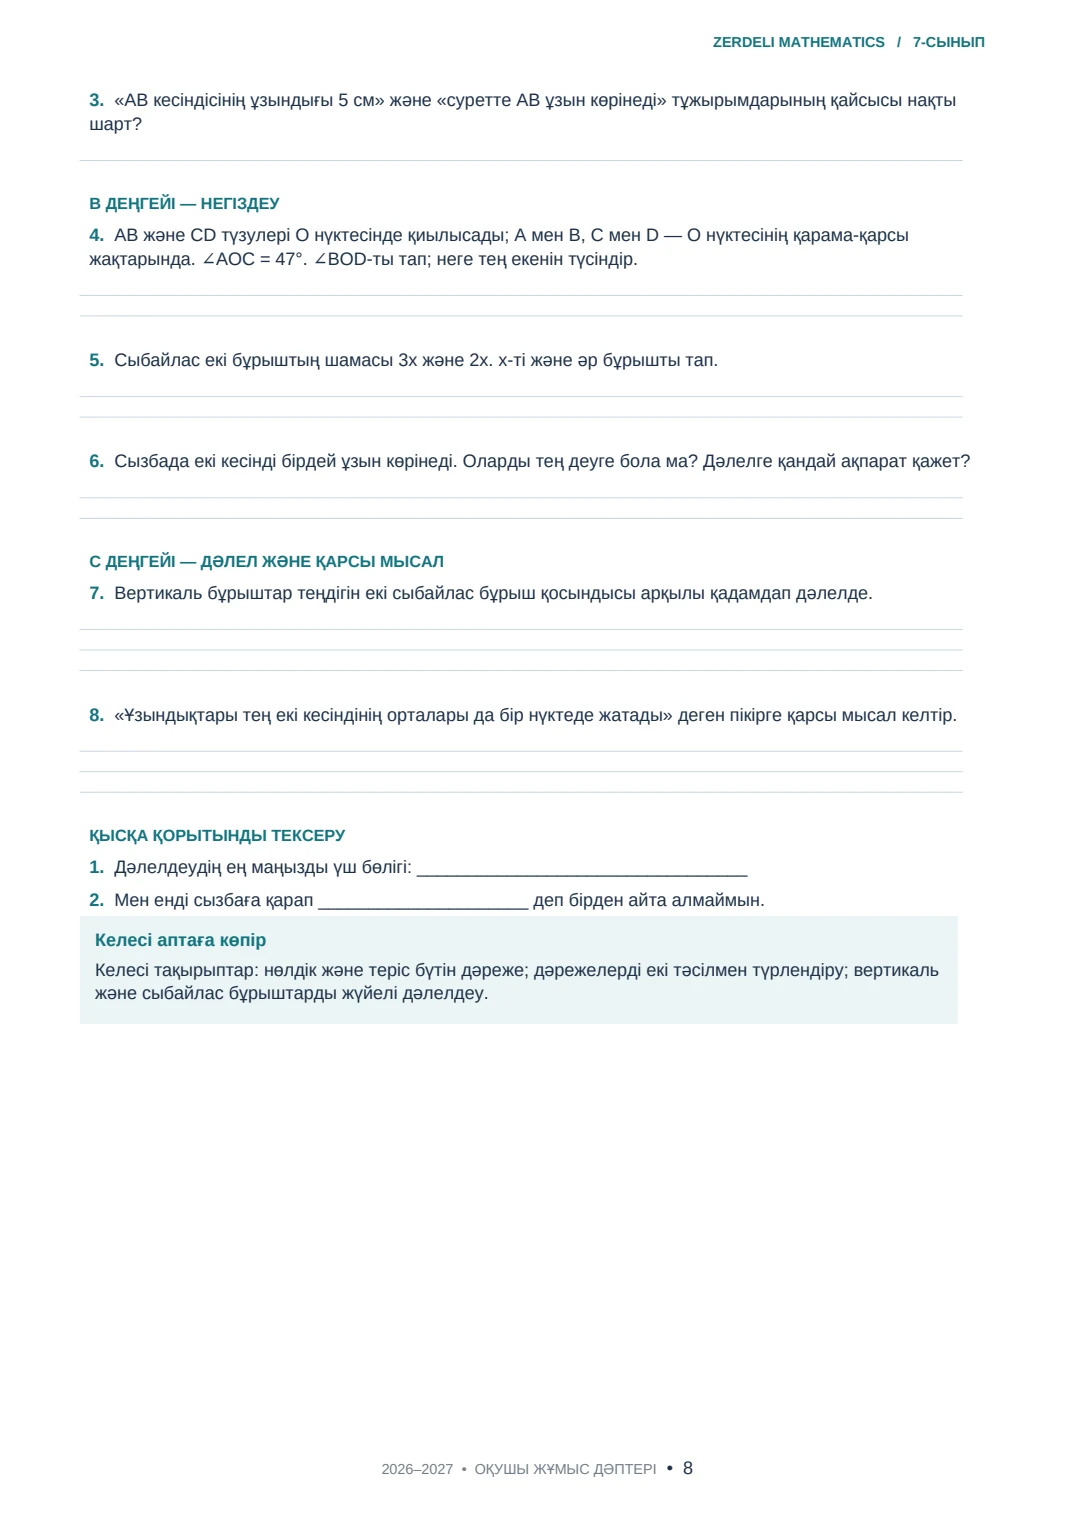 ZERDELI MATHEMATICS / 7-СЫНЫП
3. «AB кесіндісінің ұзындығы 5 см» және «суретте AB ұзын көрінеді» тұжырымдарының қайсысы нақты
шарт?
B ДЕҢГЕЙІ — НЕГІЗДЕУ
4. AB және CD түзулері O нүктесінде қиылысады; A мен B, C мен D — O нүктесінің қарама-қарсы
жақтарында. ∠AOC = 47°. ∠BOD-ты тап; неге тең екенін түсіндір.
5. Сыбайлас екі бұрыштың шамасы 3x және 2x. x-ті және әр бұрышты тап.
6. Сызбада екі кесінді бірдей ұзын көрінеді. Оларды тең деуге бола ма? Дәлелге қандай ақпарат қажет?
C ДЕҢГЕЙІ — ДӘЛЕЛ ЖӘНЕ ҚАРСЫ МЫСАЛ
7. Вертикаль бұрыштар теңдігін екі сыбайлас бұрыш қосындысы арқылы қадамдап дәлелде.
8. «Ұзындықтары тең екі кесіндінің орталары да бір нүктеде жатады» деген пікірге қарсы мысал келтір.
ҚЫСҚА ҚОРЫТЫНДЫ ТЕКСЕРУ
1. Дәлелдеудің ең маңызды үш бөлігі: _________________________________
2. Мен енді сызбаға қарап _____________________ деп бірден айта алмаймын.
Келесі аптаға көпір
Келесі тақырыптар: нөлдік және теріс бүтін дәреже; дәрежелерді екі тәсілмен түрлендіру; вертикаль
және сыбайлас бұрыштарды жүйелі дәлелдеу.
2026–2027 • ОҚУШЫ ЖҰМЫС ДӘПТЕРІ • 8